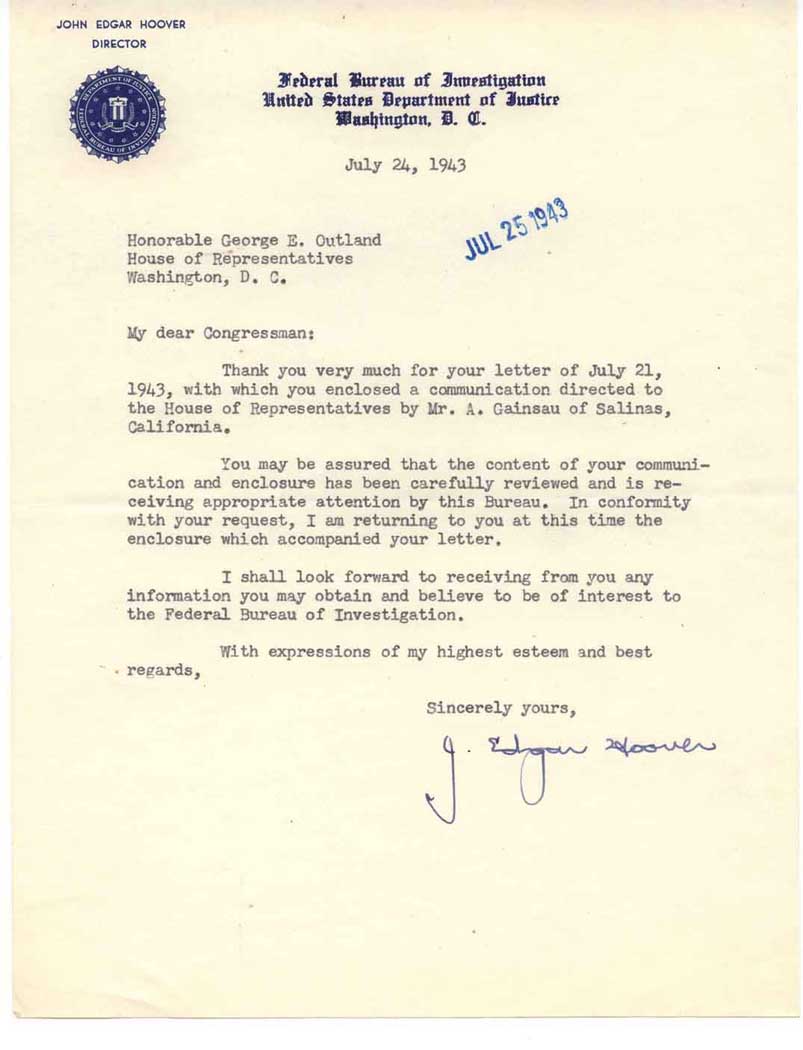 JOHN EDGAR HOOVER
DIRECTOR
Federal Bureau of Investigation
United States Department of Justice
Washington, D. C.
July 24, 1943
JUL 25 1943
Honorable George E. Outland
House of Representatives
Washington, D. C.
My dear Congressman:
Thank you very much for your letter of July 21,
1943, with which you enclosed a communication directed to
the House of Representatives by Mr. A. Gainsau of Salinas,
California.
You may be assured that the content of your communi-
cation and enclosure has been carefully reviewed and is re-
ceiving appropriate attention by this Bureau. In conformity
with your request, I am returning to you at this time the
enclosure which accompanied your letter.
I shall look forward to receiving from you any
information you may obtain and believe to be of interest to
the Federal Bureau of Investigation.
With expressions of my highest esteem and best
regards,
Sincerely yours,
J. Edgar Hoover
DEPARTMENT OF JUSTICE
FEDERAL BUREAU OF INVESTIGATION